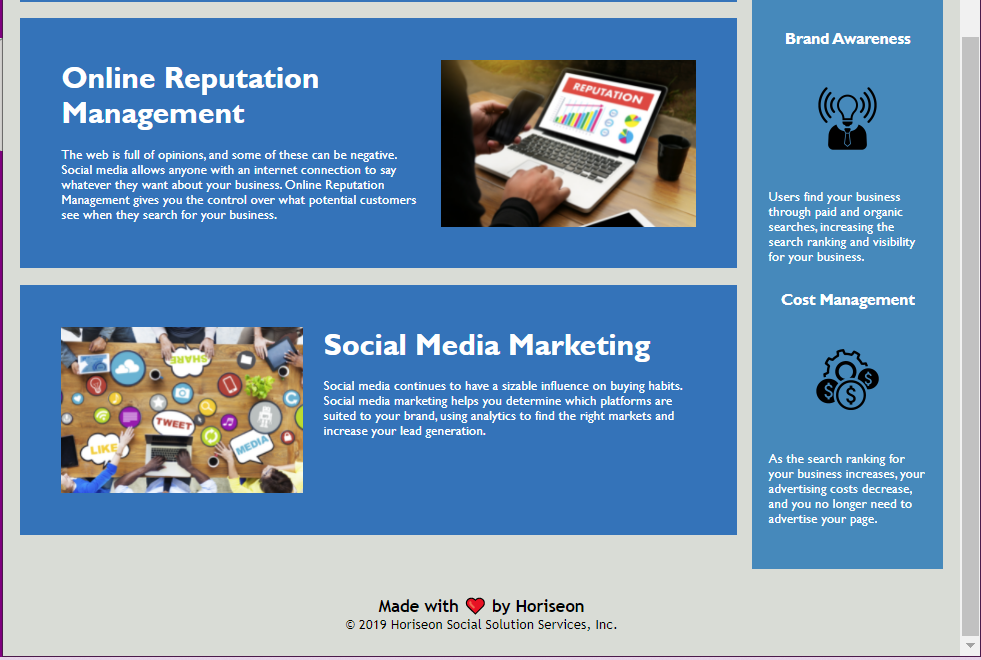 Online Reputation
Management
The web is full of opinions, and some of these can be negative.
Social media allows anyone with an internet connection to say
whatever they want about your business. Online Reputation
Management gives you the control over what potential customers
see when they search for your business.
REPUTATION
Social Media Marketing
Social media continues to have a sizable influence on buying habits.
Social media marketing helps you determine which platforms are
suited to your brand, using analytics to find the right markets and
increase your lead generation.
SHARE
TWEET
LIKE
MEDIA
Brand Awareness
Users find your business
through paid and organic
searches, increasing the
search ranking and visibility
for your business.
Cost Management
$
$
$
As the search ranking for
your business increases, your
advertising costs decrease,
and you no longer need to
advertise your page.
Made with ❤️ by Horiseon
© 2019 Horiseon Social Solution Services, Inc.